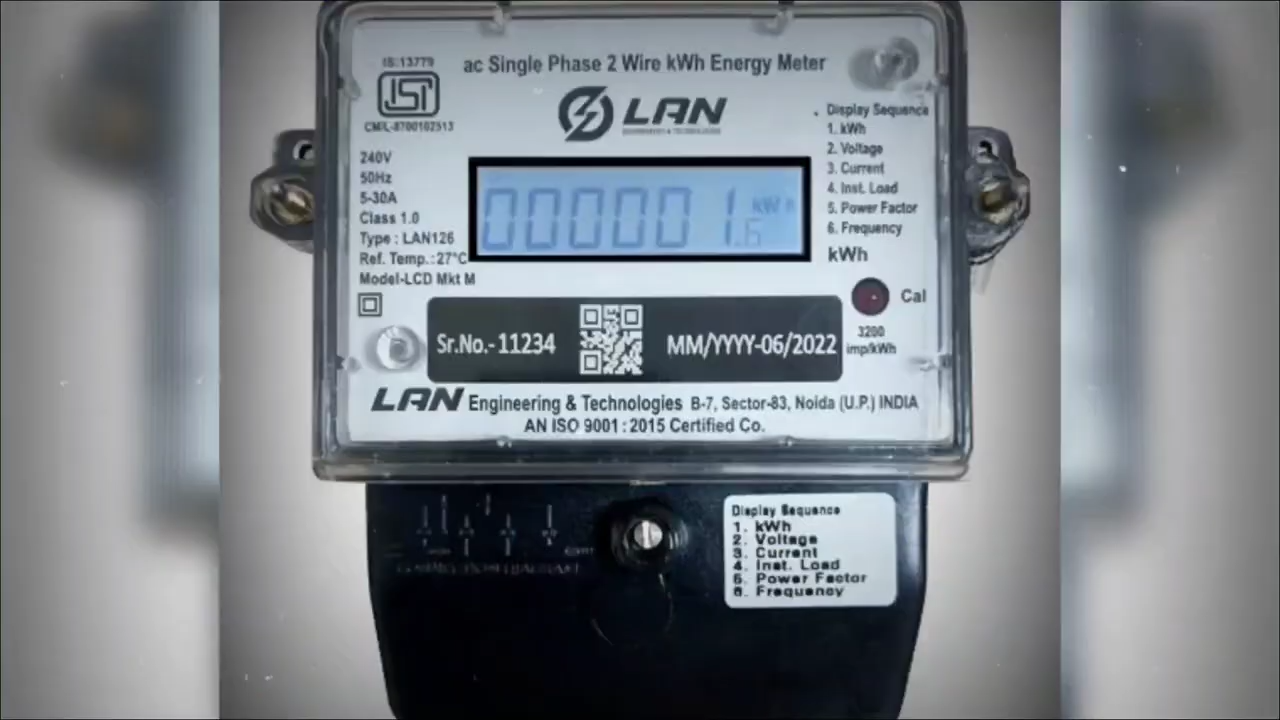 IS:13779
ac Single Phase 2 Wire kWh Energy Meter
ISI
CM/L-8700102513
LAN
Display Sequence
1. kWh
2. Voltage
3. Current
4. Inst. Load
5. Power Factor
6. Frequency
kWh
240V
50Hz
5-30A
Class 1.0
Type : LAN126
Ref. Temp.:27°C
Model-LCD Mkt M
000001.6 kWh
Cal
3200
imp/kWh
Sr.No.- 11234
MM/YYYY-06/2022
LAN Engineering & Technologies B-7, Sector-83, Noida (U.P.) INDIA
AN ISO 9001 : 2015 Certified Co.
Display Sequence
1. kWh
2. Voltage
3. Current
4. Inst. Load
5. Power Factor
6. Frequency